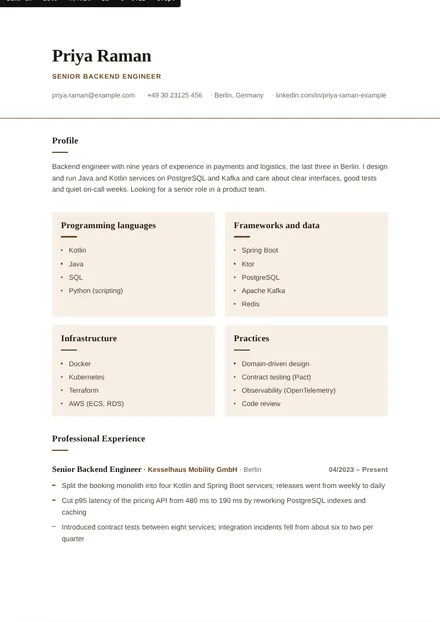 Priya Raman
SENIOR BACKEND ENGINEER
priya.raman@example.com · +49 30 23125 456 · Berlin, Germany · linkedin.com/in/priya-raman-example
Profile
Backend engineer with nine years of experience in payments and logistics, the last three in Berlin. I design
and run Java and Kotlin services on PostgreSQL and Kafka and care about clear interfaces, good tests
and quiet on-call weeks. Looking for a senior role in a product team.
Programming languages
• Kotlin
• Java
• SQL
• Python (scripting)
Frameworks and data
• Spring Boot
• Ktor
• PostgreSQL
• Apache Kafka
• Redis
Infrastructure
• Docker
• Kubernetes
• Terraform
• AWS (ECS, RDS)
Practices
• Domain-driven design
• Contract testing (Pact)
• Observability (OpenTelemetry)
• Code review
Professional Experience
Senior Backend Engineer · Kesselhaus Mobility GmbH · Berlin 04/2023 – Present
– Split the booking monolith into four Kotlin and Spring Boot services; releases went from weekly to daily
– Cut p95 latency of the pricing API from 480 ms to 190 ms by reworking PostgreSQL indexes and
caching
– Introduced contract tests between eight services; integration incidents fell from about six to two per
quarter